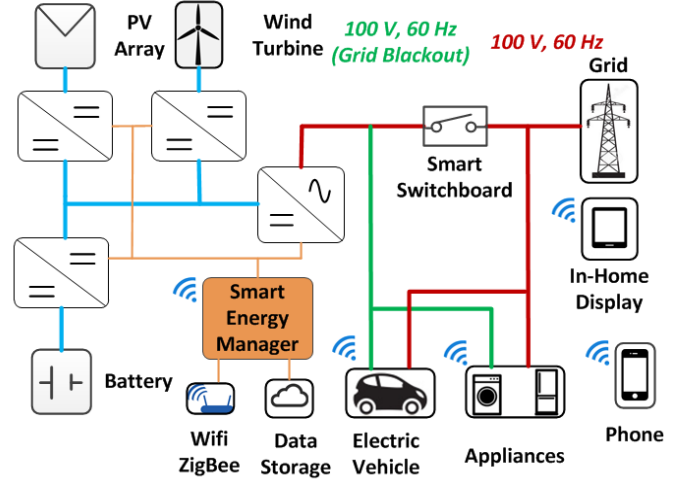 PV
Array
Wind
Turbine
100 V, 60 Hz
(Grid Blackout)
100 V, 60 Hz
Grid
Smart
Switchboard
In-Home
Display
Smart
Energy
Manager
Battery
Wifi
ZigBee
Data
Storage
Electric
Vehicle
Appliances
Phone